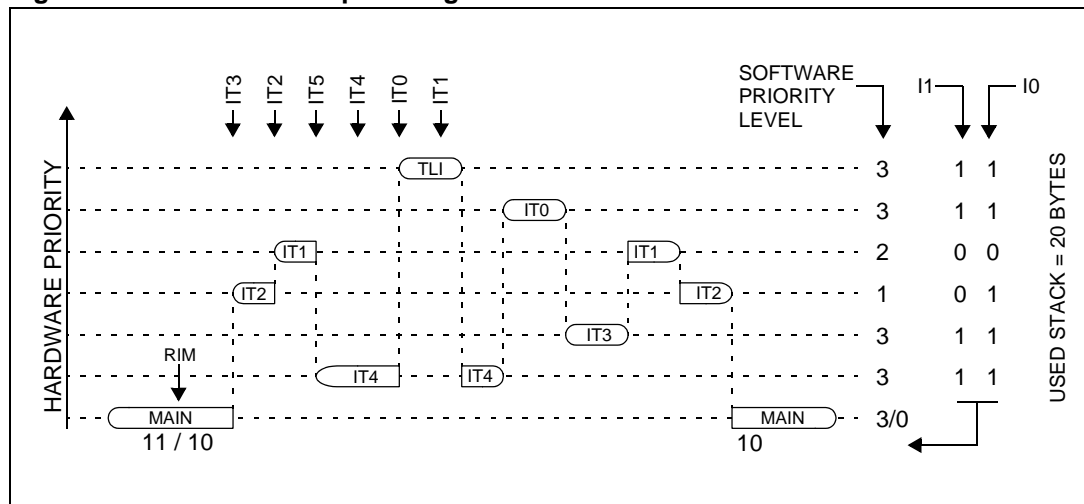 IT3
IT2
IT5
IT4
IT0
IT1
SOFTWARE
PRIORITY
LEVEL
I1
I0
HARDWARE PRIORITY
USED STACK = 20 BYTES
TLI
3
1 1
IT0
3
1 1
IT1
IT1
2
0 0
IT2
IT2
1
0 1
IT3
3
1 1
RIM
IT4
IT4
3
1 1
MAIN
MAIN
3/0
11 / 10
10